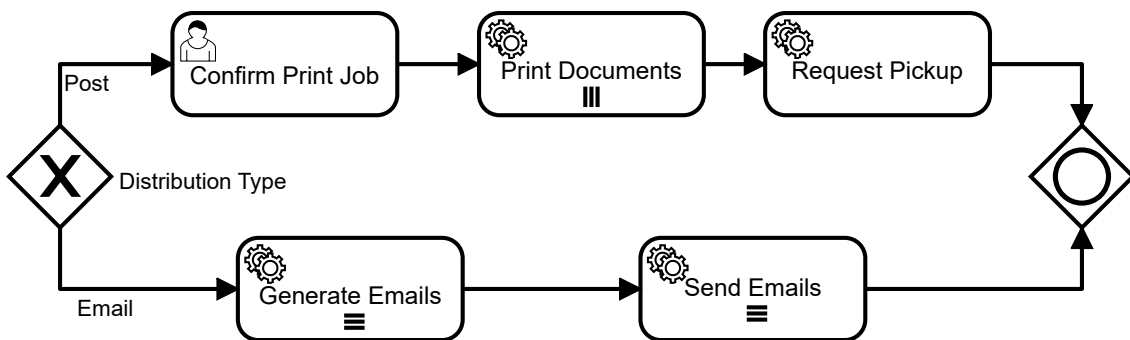 Confirm Print Job
Print Documents
Request Pickup
Post
Distribution Type
Email
Generate Emails
Send Emails